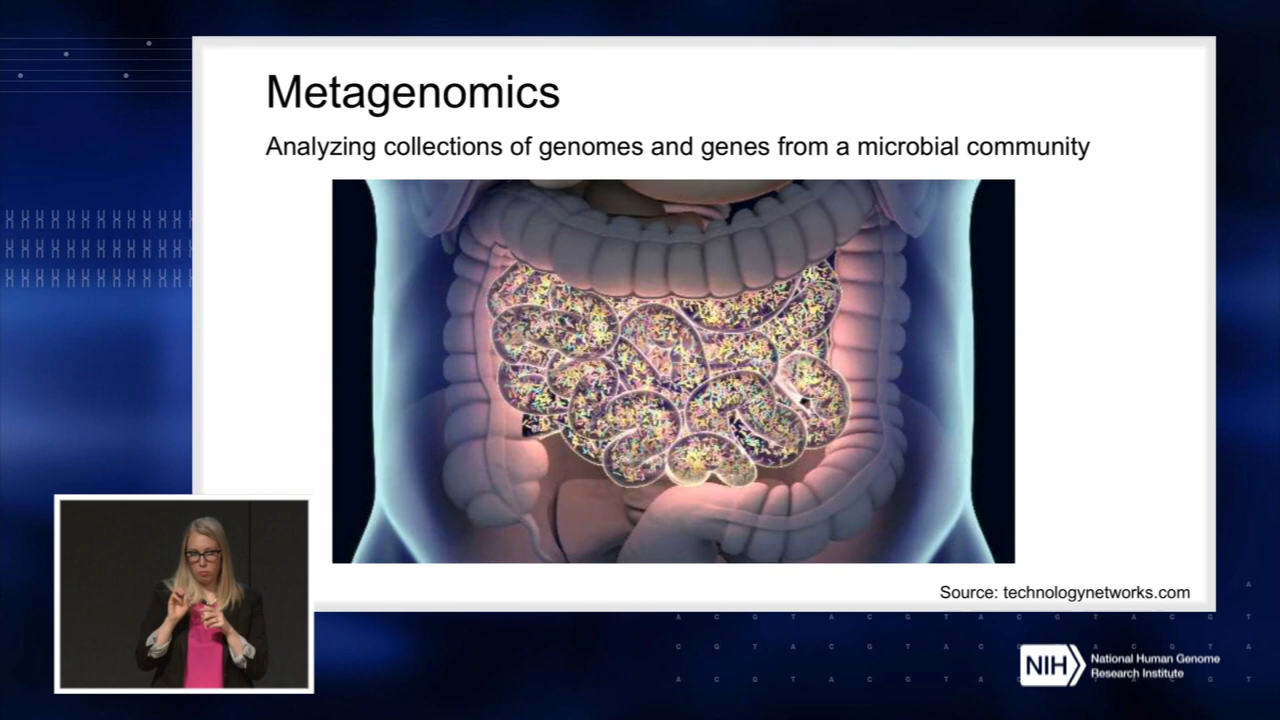 Metagenomics
Analyzing collections of genomes and genes from a microbial community
Source: technologynetworks.com
A
A C G T A C G T A C G T A C G T
C G T A C G T A C G T A
A C G T A C G T A C G T
NIH National Human Genome
Research Institute